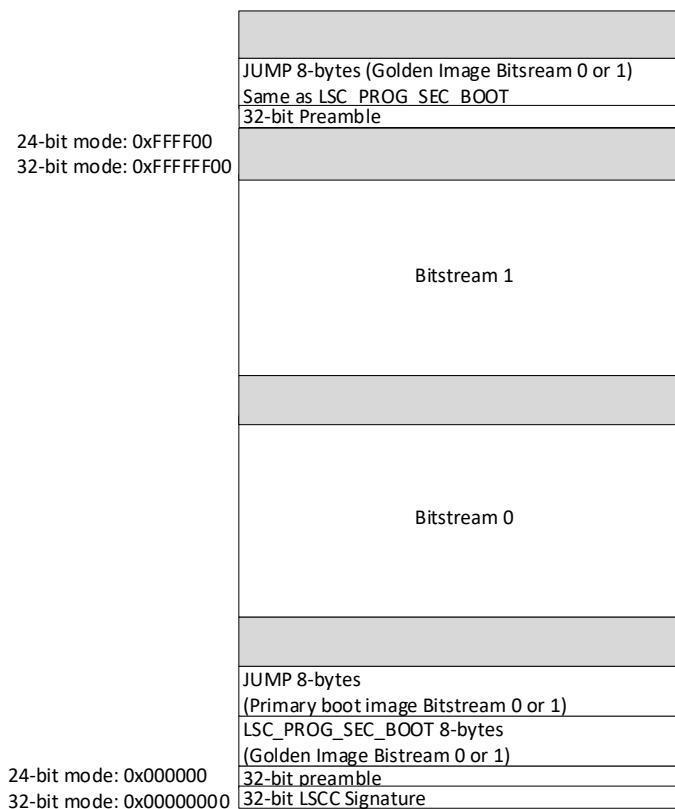 JUMP 8-bytes (Golden Image Bitsream 0 or 1)
Same as LSC_PROG_SEC_BOOT
32-bit Preamble
24-bit mode: 0xFFFF00
32-bit mode: 0xFFFFFF00
Bitstream 1
Bitstream 0
JUMP 8-bytes
(Primary boot image Bitstream 0 or 1)
LSC_PROG_SEC_BOOT 8-bytes
(Golden Image Bistream 0 or 1)
24-bit mode: 0x000000
32-bit preamble
32-bit mode: 0x00000000
32-bit LSCC Signature